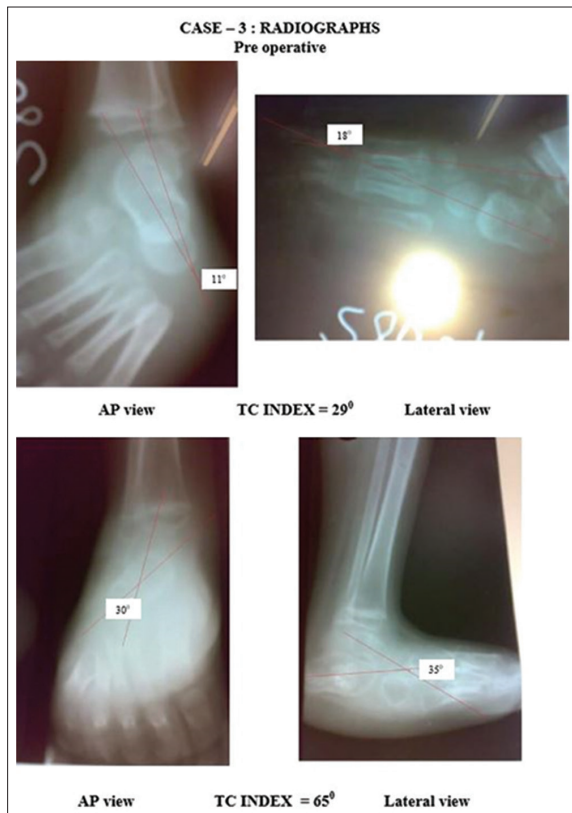 CASE – 3 : RADIOGRAPHS
Pre operative
11°
18°
AP view TC INDEX = 29⁰ Lateral view
30°
35°
AP view TC INDEX = 65⁰ Lateral view